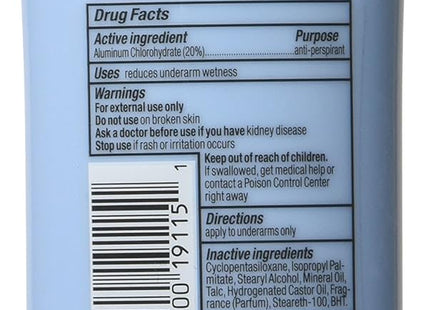 Drug Facts
Active ingredient Purpose
Aluminum Chlorohydrate (20%)..........anti-perspirant
Uses reduces underarm wetness
Warnings
For external use only
Do not use on broken skin
Ask a doctor before use if you have kidney disease
Stop use if rash or irritation occurs
Keep out of reach of children.
If swallowed, get medical help or
contact a Poison Control Center
right away
Directions
apply to underarms only
Inactive ingredients
Cyclopentasiloxane, Isopropyl Pal-
mitate, Stearyl Alcohol, Mineral Oil,
Talc, Hydrogenated Castor Oil, Fra-
grance (Parfum), Steareth-100, BHT.
00 19115 1